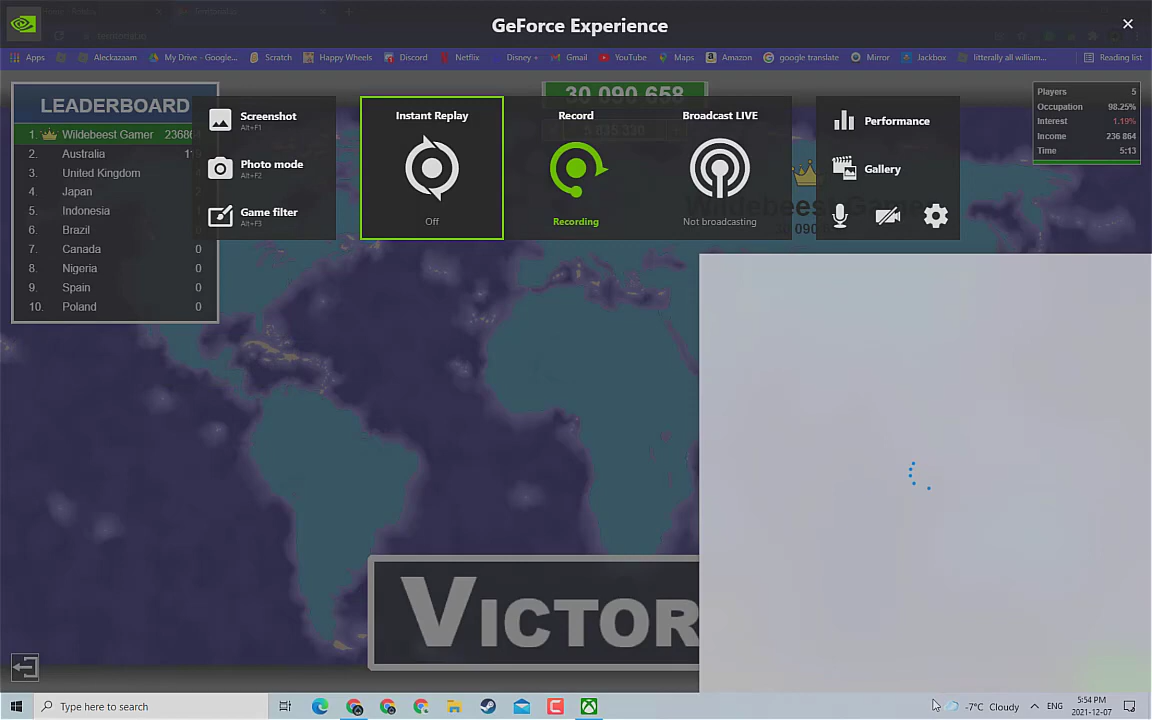 GeForce Experience
Apps
Aleckazaam
My Drive - Google...
Scratch
Happy Wheels
Discord
Netflix
Disney
Gmail
YouTube
Maps
Amazon
google translate
Mirror
Jackbox
litterally all william...
Reading list
LEADERBOARD
1. Wildebeest Gamer
2. Australia
3. United Kingdom
4. Japan
5. Indonesia
6. Brazil
7. Canada 0
8. Nigeria 0
9. Spain 0
10. Poland 0
Screenshot
Alt+F1
Photo mode
Alt+F2
Game filter
Alt+F3
Instant Replay
Off
30 090 658
Record
Recording
Broadcast LIVE
Not broadcasting
Performance
Gallery
Players 5
Occupation 98.25%
Interest 1.19%
Income 236 864
Time 5:13
VICTOR
Type here to search
-7°C Cloudy
ENG
5:54 PM
2021-12-07